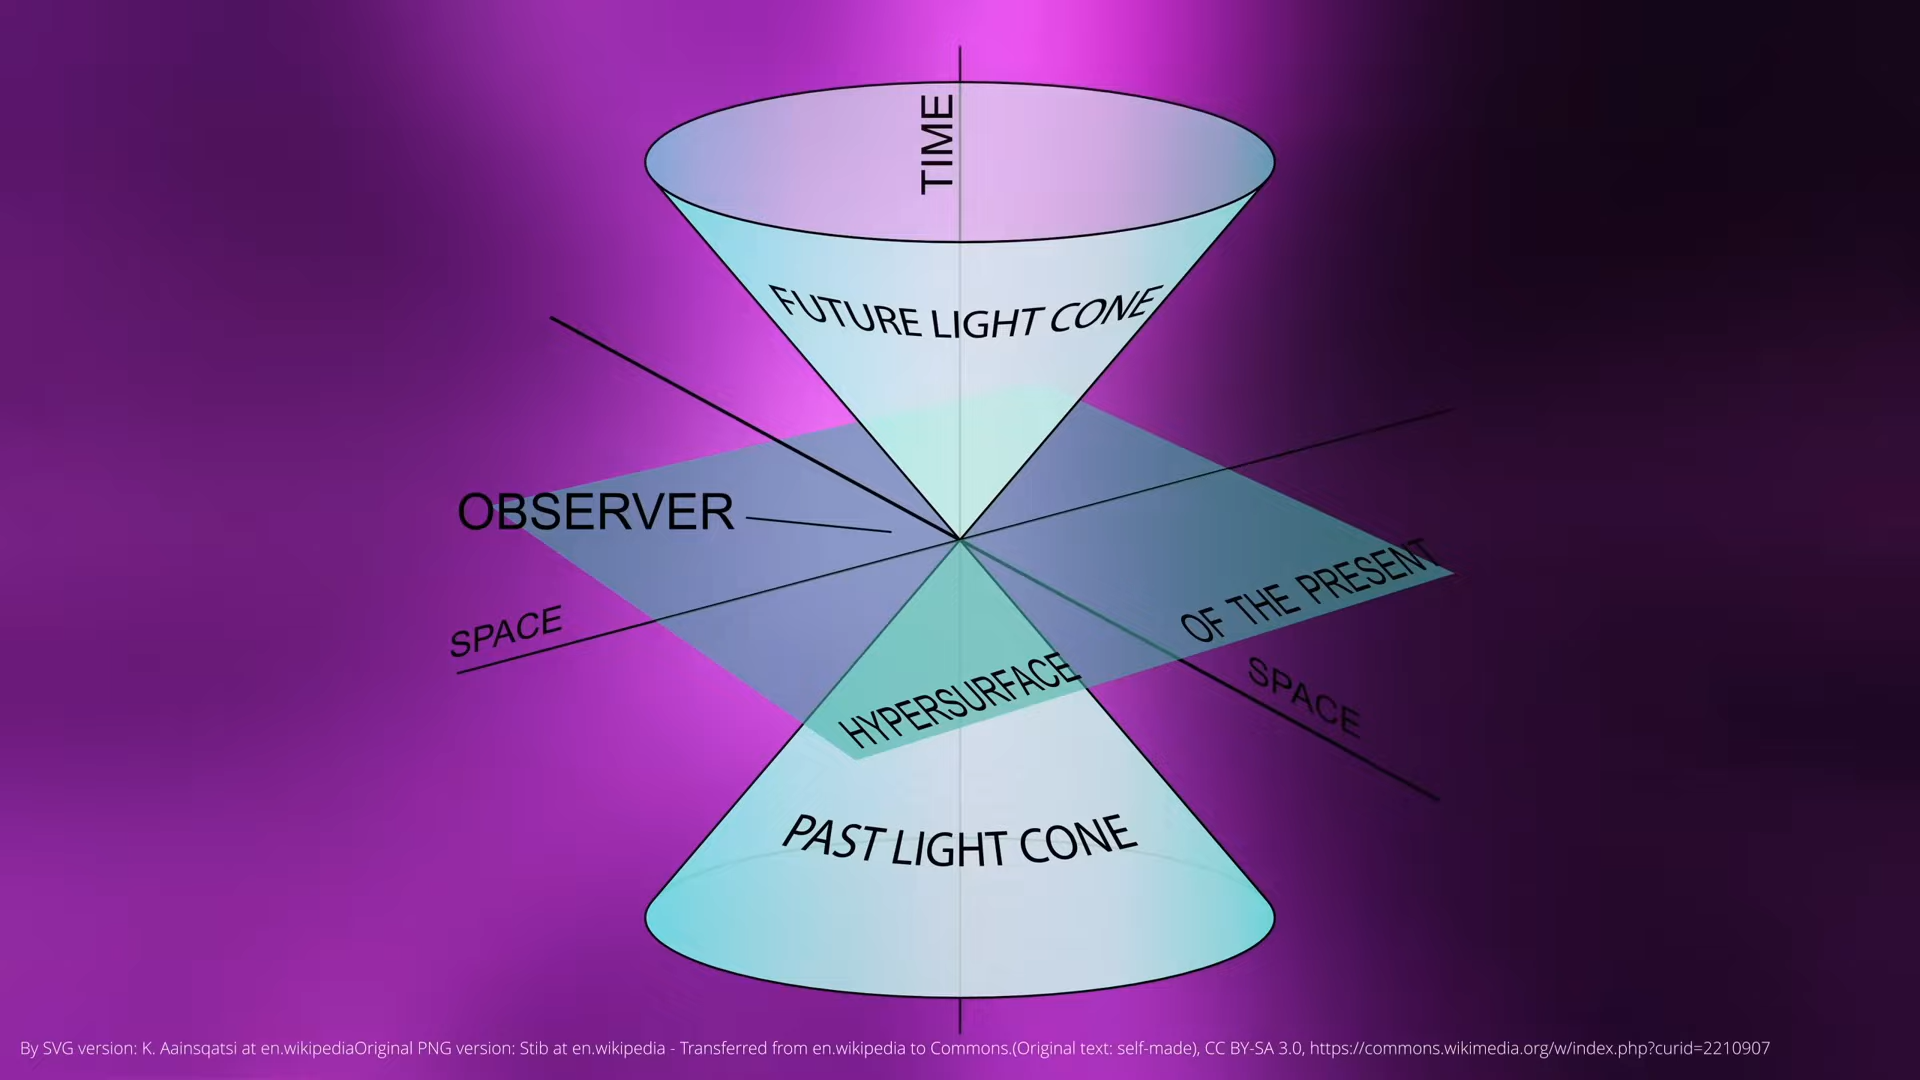 TIME
FUTURE LIGHT CONE
OBSERVER
SPACE
HYPERSURFACE OF THE PRESENT
SPACE
PAST LIGHT CONE
By SVG version: K. Aainsqatsi at en.wikipediaOriginal PNG version: Stib at en.wikipedia - Transferred from en.wikipedia to Commons.(Original text: self-made), CC BY-SA 3.0, https://commons.wikimedia.org/w/index.php?curid=2210907